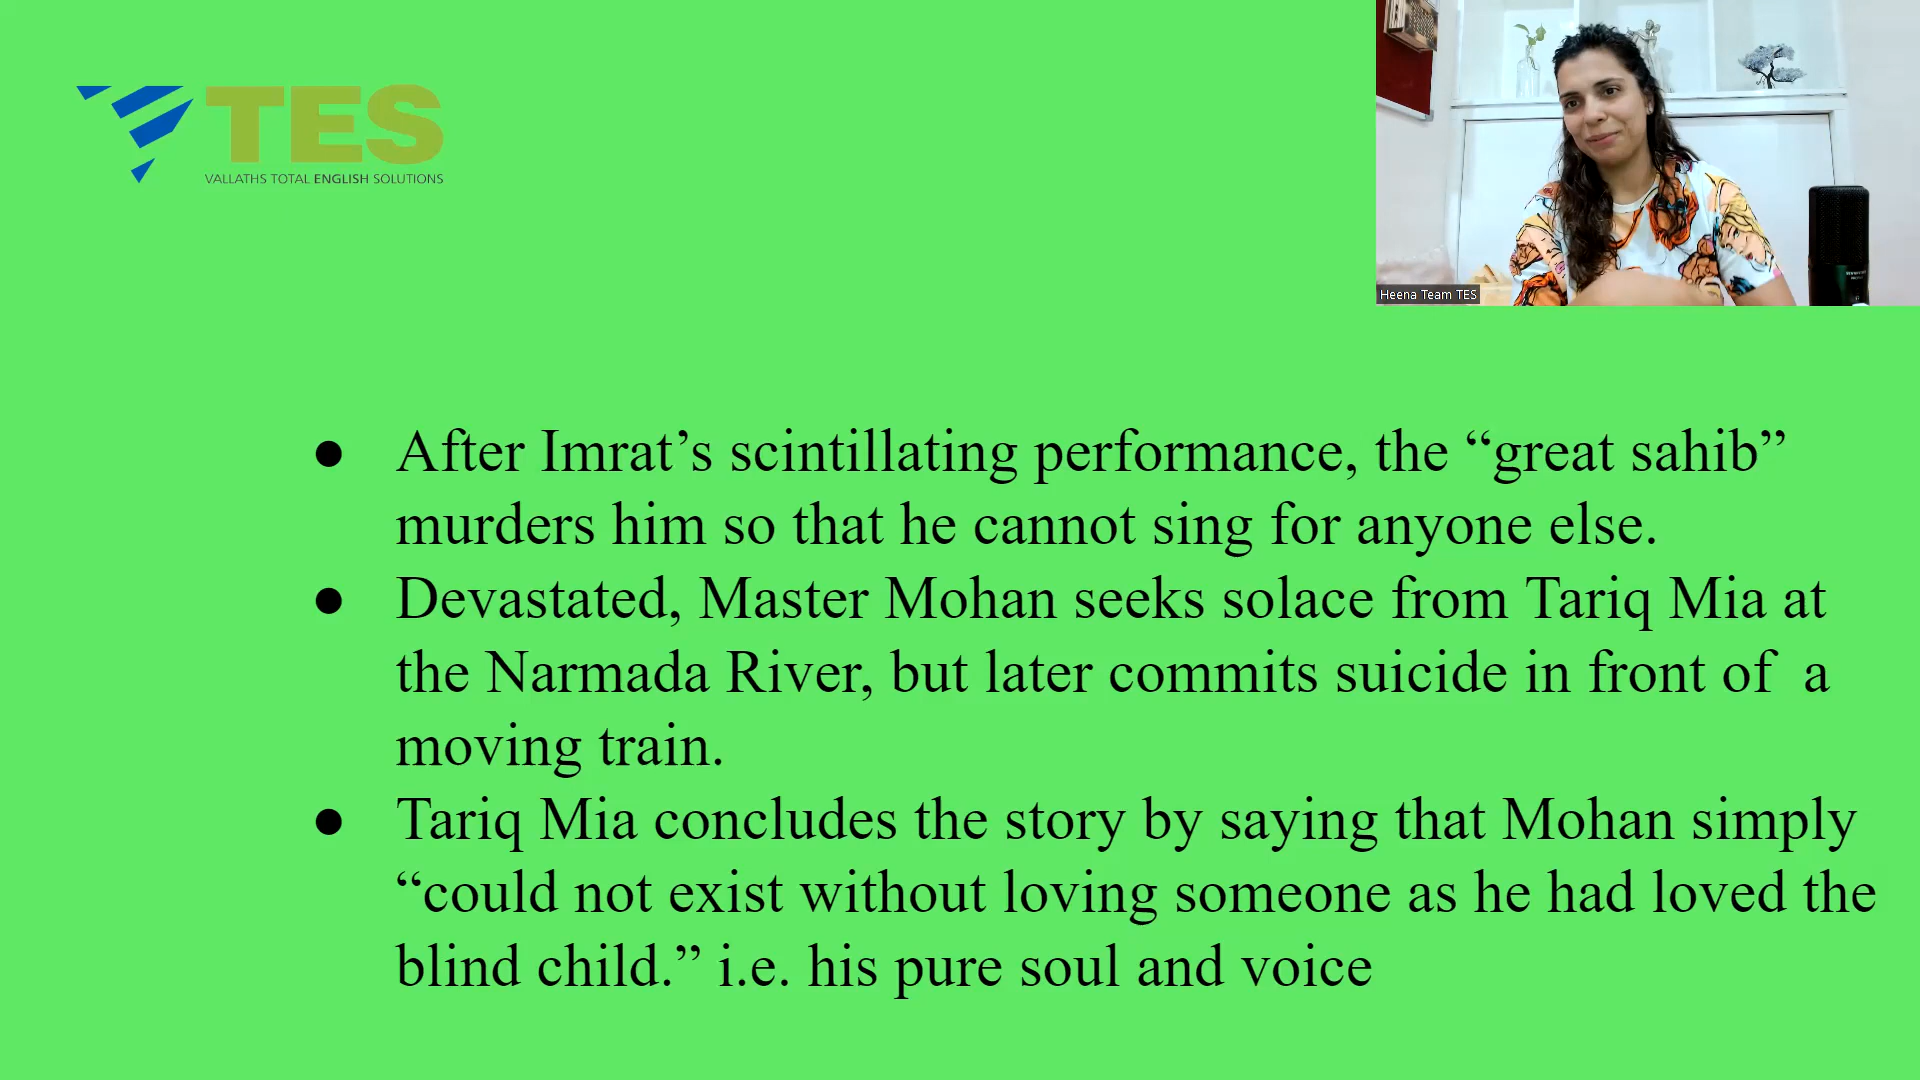 TES
VALLATHS TOTAL ENGLISH SOLUTIONS
Heena Team TES
● After Imrat’s scintillating performance, the “great sahib”
murders him so that he cannot sing for anyone else.
● Devastated, Master Mohan seeks solace from Tariq Mia at
the Narmada River, but later commits suicide in front of  a
moving train.
● Tariq Mia concludes the story by saying that Mohan simply
“could not exist without loving someone as he had loved the
blind child.” i.e. his pure soul and voice